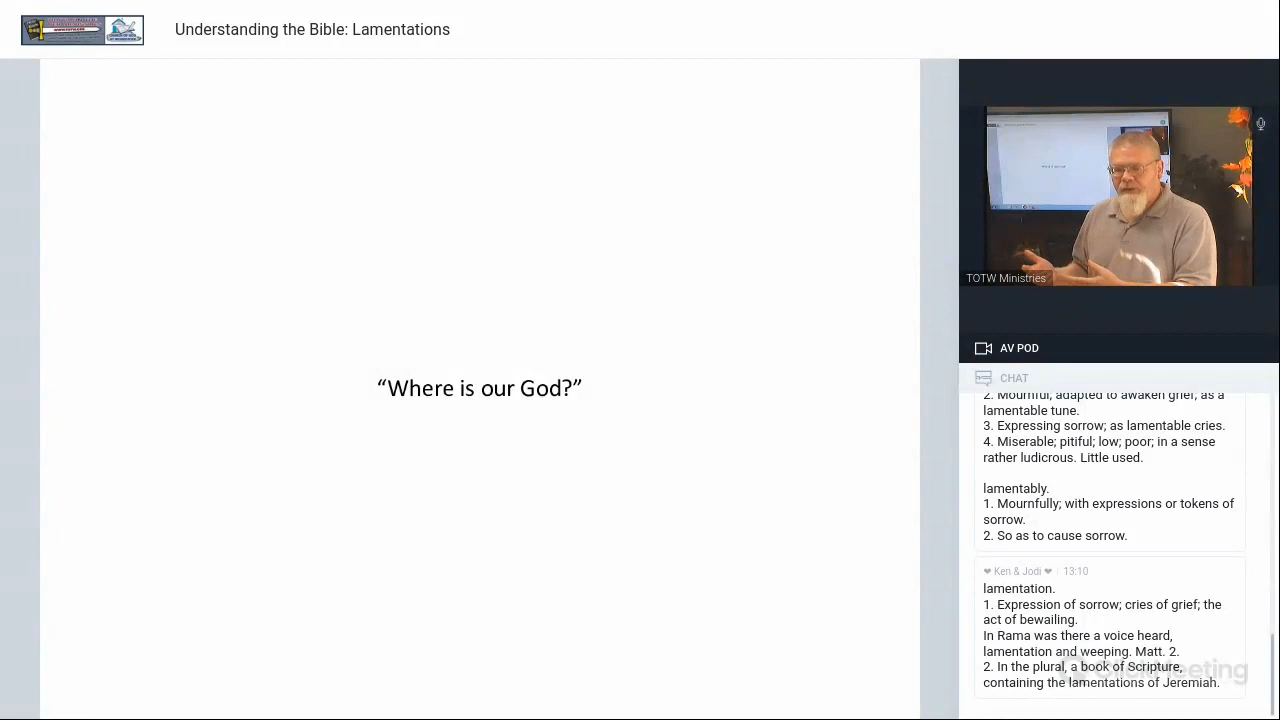 Understanding the Bible: Lamentations
“Where is our God?”
TOTW Ministries
AV POD
CHAT
2. Mournful; adapted to awaken grief; as a
lamentable tune.
3. Expressing sorrow; as lamentable cries.
4. Miserable; pitiful; low; poor; in a sense
rather ludicrous. Little used.
lamentably.
1. Mournfully; with expressions or tokens of
sorrow.
2. So as to cause sorrow.
❤ Ken & Jodi ❤ 13:10
lamentation.
1. Expression of sorrow; cries of grief; the
act of bewailing.
In Rama was there a voice heard,
lamentation and weeping. Matt. 2.
2. In the plural, a book of Scripture,
containing the lamentations of Jeremiah.
ClickMeeting